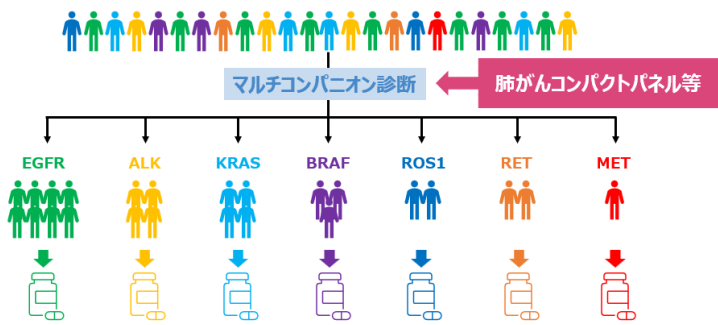 マルチコンパニオン診断
肺がんコンパクトパネル等
EGFR
ALK
KRAS
BRAF
ROS1
RET
MET